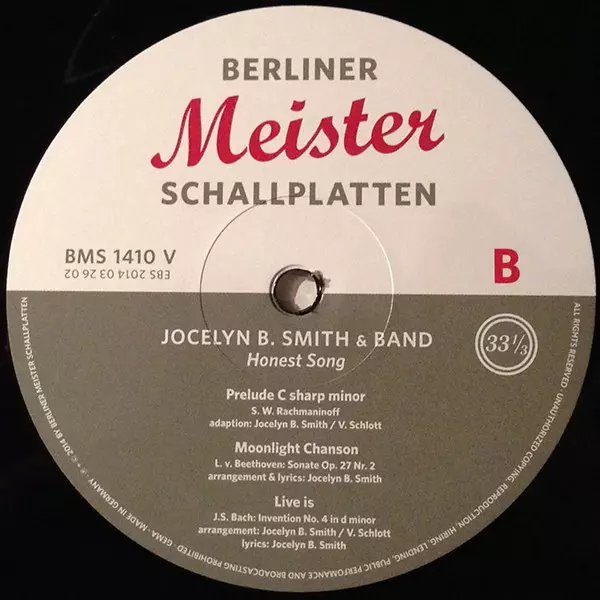 BERLINER
Meister
SCHALLPLATTEN
BMS 1410 V
EBS 2014 03 26 02
B
JOCELYN B. SMITH & BAND
Honest Song
33 1/3
Prelude C sharp minor
S. W. Rachmaninoff
adaption: Jocelyn B. Smith / V. Schlott
Moonlight Chanson
L. v. Beethoven: Sonate Op. 27 Nr. 2
arrangement & lyrics: Jocelyn B. Smith
Live is
J.S. Bach: Invention No. 4 in d minor
arrangement: Jocelyn B. Smith / V. Schlott
lyrics: Jocelyn B. Smith
ALL RIGHTS RESERVED · UNAUTHORIZED COPYING, REPRODUCTION, HIRING, LENDING, PUBLIC PERFOMANCE AND BROADCASTING PROHIBITED · GEMA · MADE IN GERMANY · ℗ + © 2014 BY BERLINER MEISTER SCHALLPLATTEN